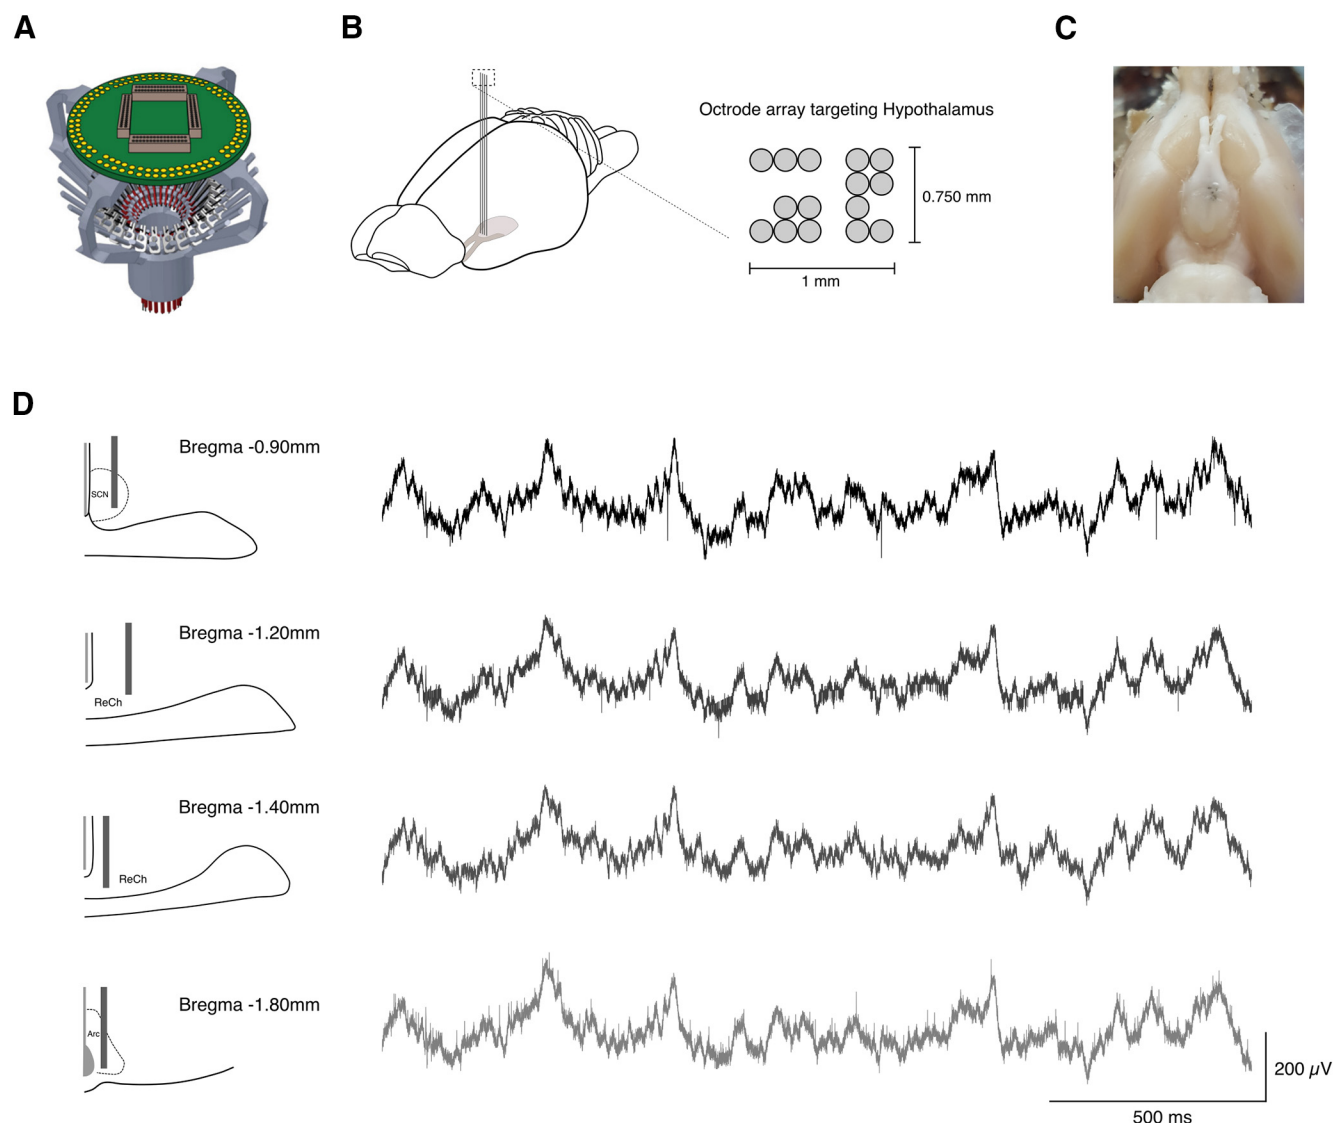 A
B
C
Octrode array targeting Hypothalamus
0.750 mm
1 mm
D
Bregma -0.90mm
SCN
Bregma -1.20mm
ReCh
Bregma -1.40mm
ReCh
Bregma -1.80mm
Arc
200 µV
500 ms